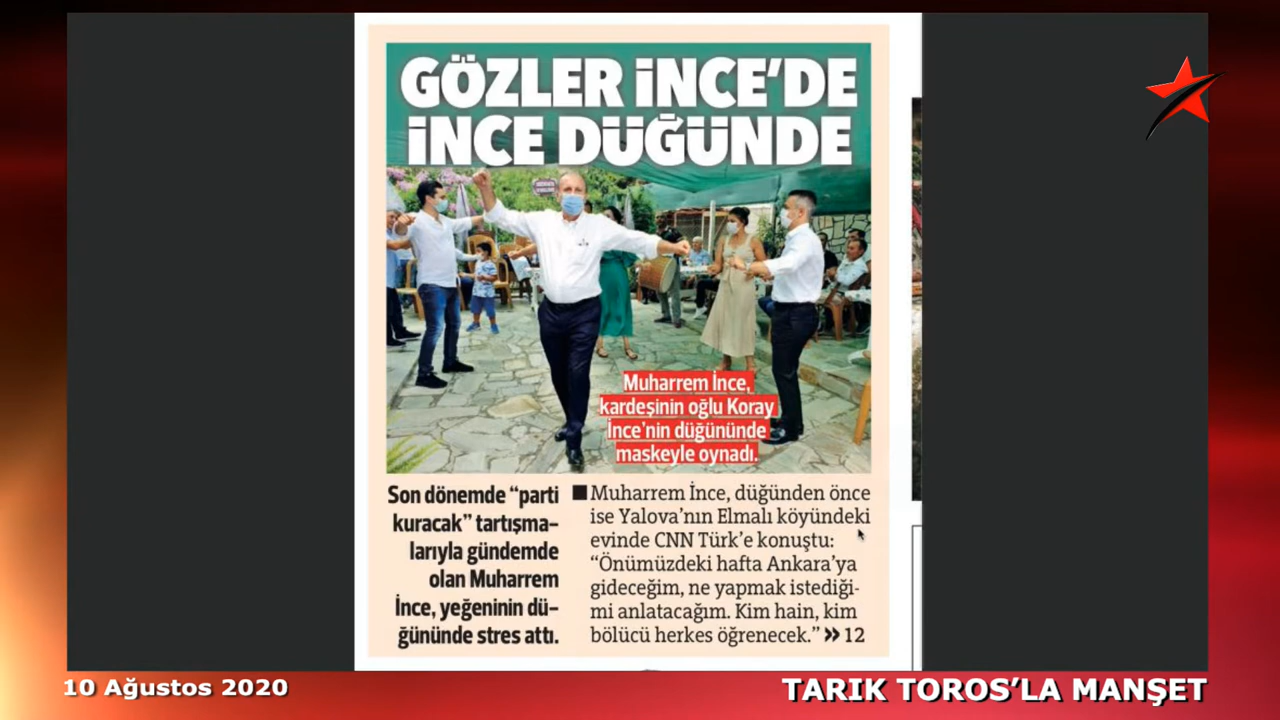 GÖZLER İNCE'DE
İNCE DÜĞÜNDE
Muharrem İnce,
kardeşinin oğlu Koray
İnce'nin düğününde
maskeyle oynadı.
Son dönemde “parti
kuracak” tartışma-
larıyla gündemde
olan Muharrem
İnce, yeğeninin dü-
ğününde stres attı.
■ Muharrem İnce, düğünden önce
ise Yalova'nın Elmalı köyündeki
evinde CNN Türk'e konuştu:
“Önümüzdeki hafta Ankara'ya
gideceğim, ne yapmak istediği-
mi anlatacağım. Kim hain, kim
bölücü herkes öğrenecek.” » 12
10 Ağustos 2020
TARIK TOROS'LA MANŞET